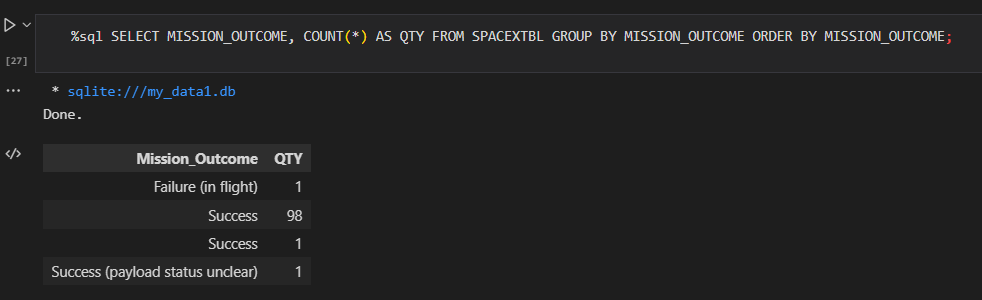 %sql SELECT MISSION_OUTCOME, COUNT(*) AS QTY FROM SPACEXTBL GROUP BY MISSION_OUTCOME ORDER BY MISSION_OUTCOME;
[27]
* sqlite:///my_data1.db
Done.
Mission_Outcome QTY
Failure (in flight) 1
Success 98
Success 1
Success (payload status unclear) 1